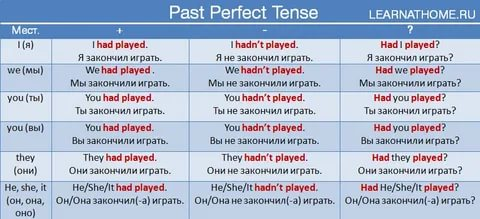 Past Perfect Tense LEARNATHOME.RU
Мест. + - ?
I (я) I had played. I hadn't played. Had I played?
Я закончил играть. Я не закончил играть. Я закончил играть?
we (мы) We had played . We hadn't played. Had we played?
Мы закончили играть. Мы не закончили играть. Мы закончили играть?
you (ты) You had played. You hadn't played. Had you played?
Ты закончил играть. Ты не закончил играть. Ты закончил играть?
you (вы) You had played. You hadn't played. Had you played?
Вы закончили играть. Вы не закончили играть. Вы закончили играть?
they They had played. They hadn't played. Had they played?
(они) Они закончили играть. Они не закончили играть. Они закончили играть?
He, she, it He/She/It had played. He/She/It hadn't played. Had He/She/It played?
(он, она, Он/Она закончил(-а) играть. Он/Она не закончил(-а) играть. Он/Она закончил(-а) играть?
оно)